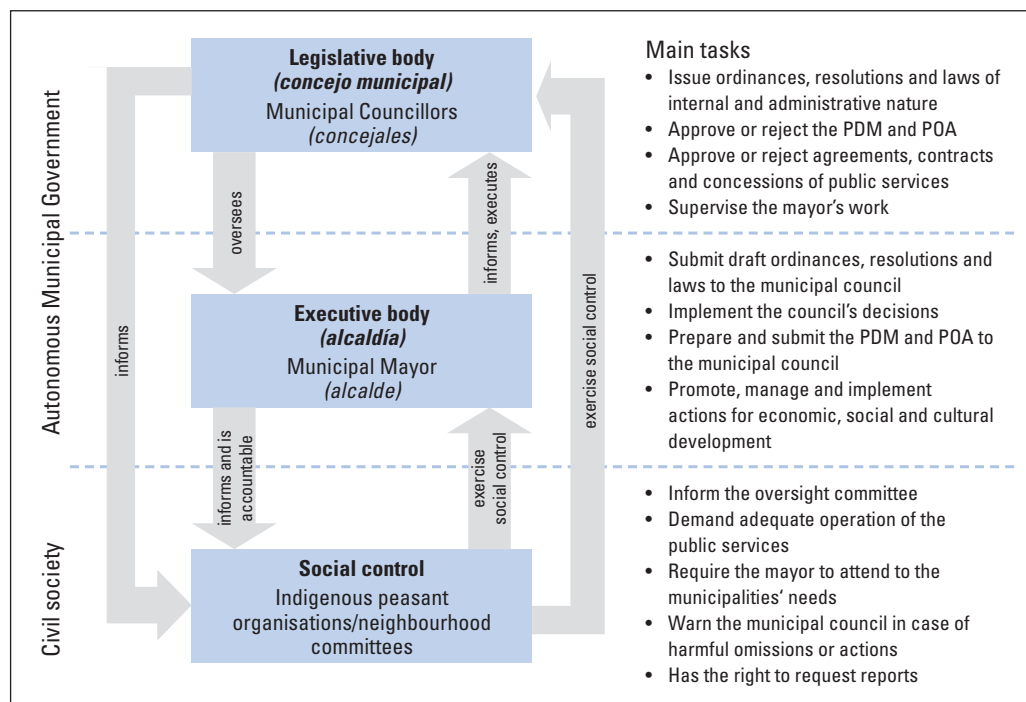 Autonomous Municipal Government
Civil society
Legislative body
(concejo municipal)
Municipal Councillors
(concejales)
informs
oversees
informs, executes
exercise social control
Executive body
(alcaldía)
Municipal Mayor
(alcalde)
informs and is
accountable
exercise
social control
Social control
Indigenous peasant
organisations/neighbourhood
committees
Main tasks
• Issue ordinances, resolutions and laws of
internal and administrative nature
• Approve or reject the PDM and POA
• Approve or reject agreements, contracts
and concessions of public services
• Supervise the mayor's work
• Submit draft ordinances, resolutions and
laws to the municipal council
• Implement the council's decisions
• Prepare and submit the PDM and POA to
the municipal council
• Promote, manage and implement
actions for economic, social and cultural
development
• Inform the oversight committee
• Demand adequate operation of the
public services
• Require the mayor to attend to the
municipalities‘ needs
• Warn the municipal council in case of
harmful omissions or actions
• Has the right to request reports